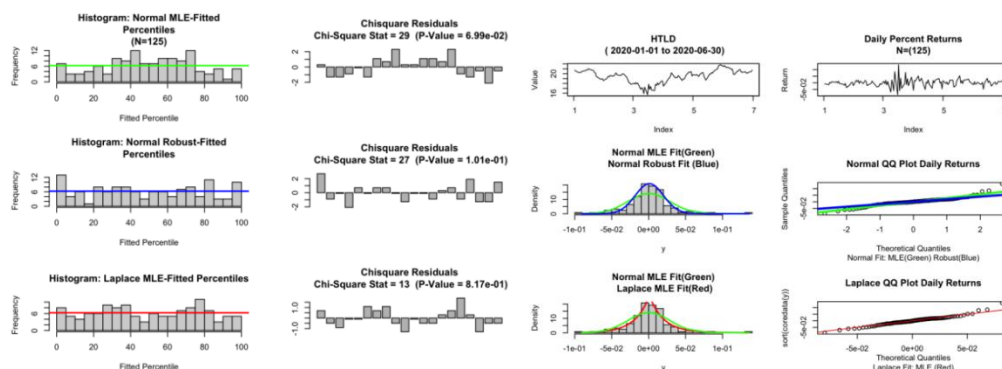 Histogram: Normal MLE-Fitted
Percentiles
(N=125)
Frequency
0 6 12
0 20 40 60 80 100
Fitted Percentile
Chisquare Residuals
Chi-Square Stat = 29 (P-Value = 6.99e-02)
-2 0 2
HTLD
( 2020-01-01 to 2020-06-30)
Value
16 20
1 3 5 7
Index
Daily Percent Returns
N=(125)
Return
-5e-02
1 3 5 7
Index
Histogram: Normal Robust-Fitted
Percentiles
Frequency
0 6 12
0 20 40 60 80 100
Fitted Percentile
Chisquare Residuals
Chi-Square Stat = 27 (P-Value = 1.01e-01)
-2 0 2
Normal MLE Fit(Green)
Normal Robust Fit (Blue)
Density
0 10
-1e-01 -5e-02 0e+00 5e-02 1e-01
y
Normal QQ Plot Daily Returns
Sample Quantiles
-5e-02
-2 -1 0 1 2
Theoretical Quantiles
Normal Fit: MLE(Green) Robust(Blue)
Histogram: Laplace MLE-Fitted Percentiles
Frequency
0 6
0 20 40 60 80 100
Fitted Percentile
Chisquare Residuals
Chi-Square Stat = 13 (P-Value = 8.17e-01)
-1.0 1.0
Normal MLE Fit(Green)
Laplace MLE Fit(Red)
Density
0 10
-1e-01 -5e-02 0e+00 5e-02 1e-01
y
Laplace QQ Plot Daily Returns
sort(coredata(y))
-5e-02
-5e-02 0e+00 5e-02
Theoretical Quantiles
Laplace Fit: MLE (Red)